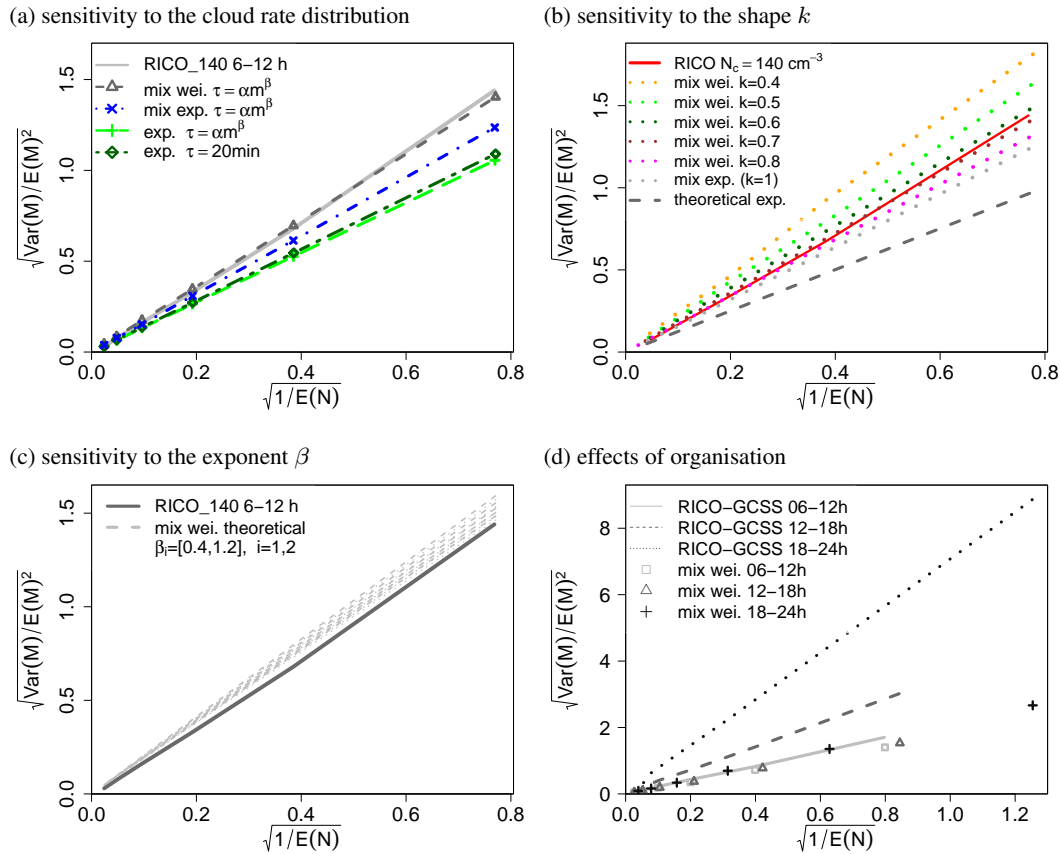 (a) sensitivity to the cloud rate distribution
RICO_140 6−12 h
mix wei. τ = αm^β
mix exp. τ = αm^β
exp. τ = αm^β
exp. τ = 20min
0.0 0.5 1.0 1.5
√Var(M)/E(M)²
0.0 0.2 0.4 0.6 0.8
√1/E(N)
(b) sensitivity to the shape k
RICO N_c = 140 cm⁻³
mix wei. k=0.4
mix wei. k=0.5
mix wei. k=0.6
mix wei. k=0.7
mix wei. k=0.8
mix exp. (k=1)
theoretical exp.
0.0 0.5 1.0 1.5
√Var(M)/E(M)²
0.0 0.2 0.4 0.6 0.8
√1/E(N)
(c) sensitivity to the exponent β
RICO_140 6−12 h
mix wei. theoretical
β_i=[0.4,1.2], i=1,2
0.0 0.5 1.0 1.5
√Var(M)/E(M)²
0.0 0.2 0.4 0.6 0.8
√1/E(N)
(d) effects of organisation
RICO−GCSS 06−12h
RICO−GCSS 12−18h
RICO−GCSS 18−24h
mix wei. 06−12h
mix wei. 12−18h
mix wei. 18−24h
0 2 4 6 8
√Var(M)/E(M)²
0.0 0.2 0.4 0.6 0.8 1.0 1.2
√1/E(N)